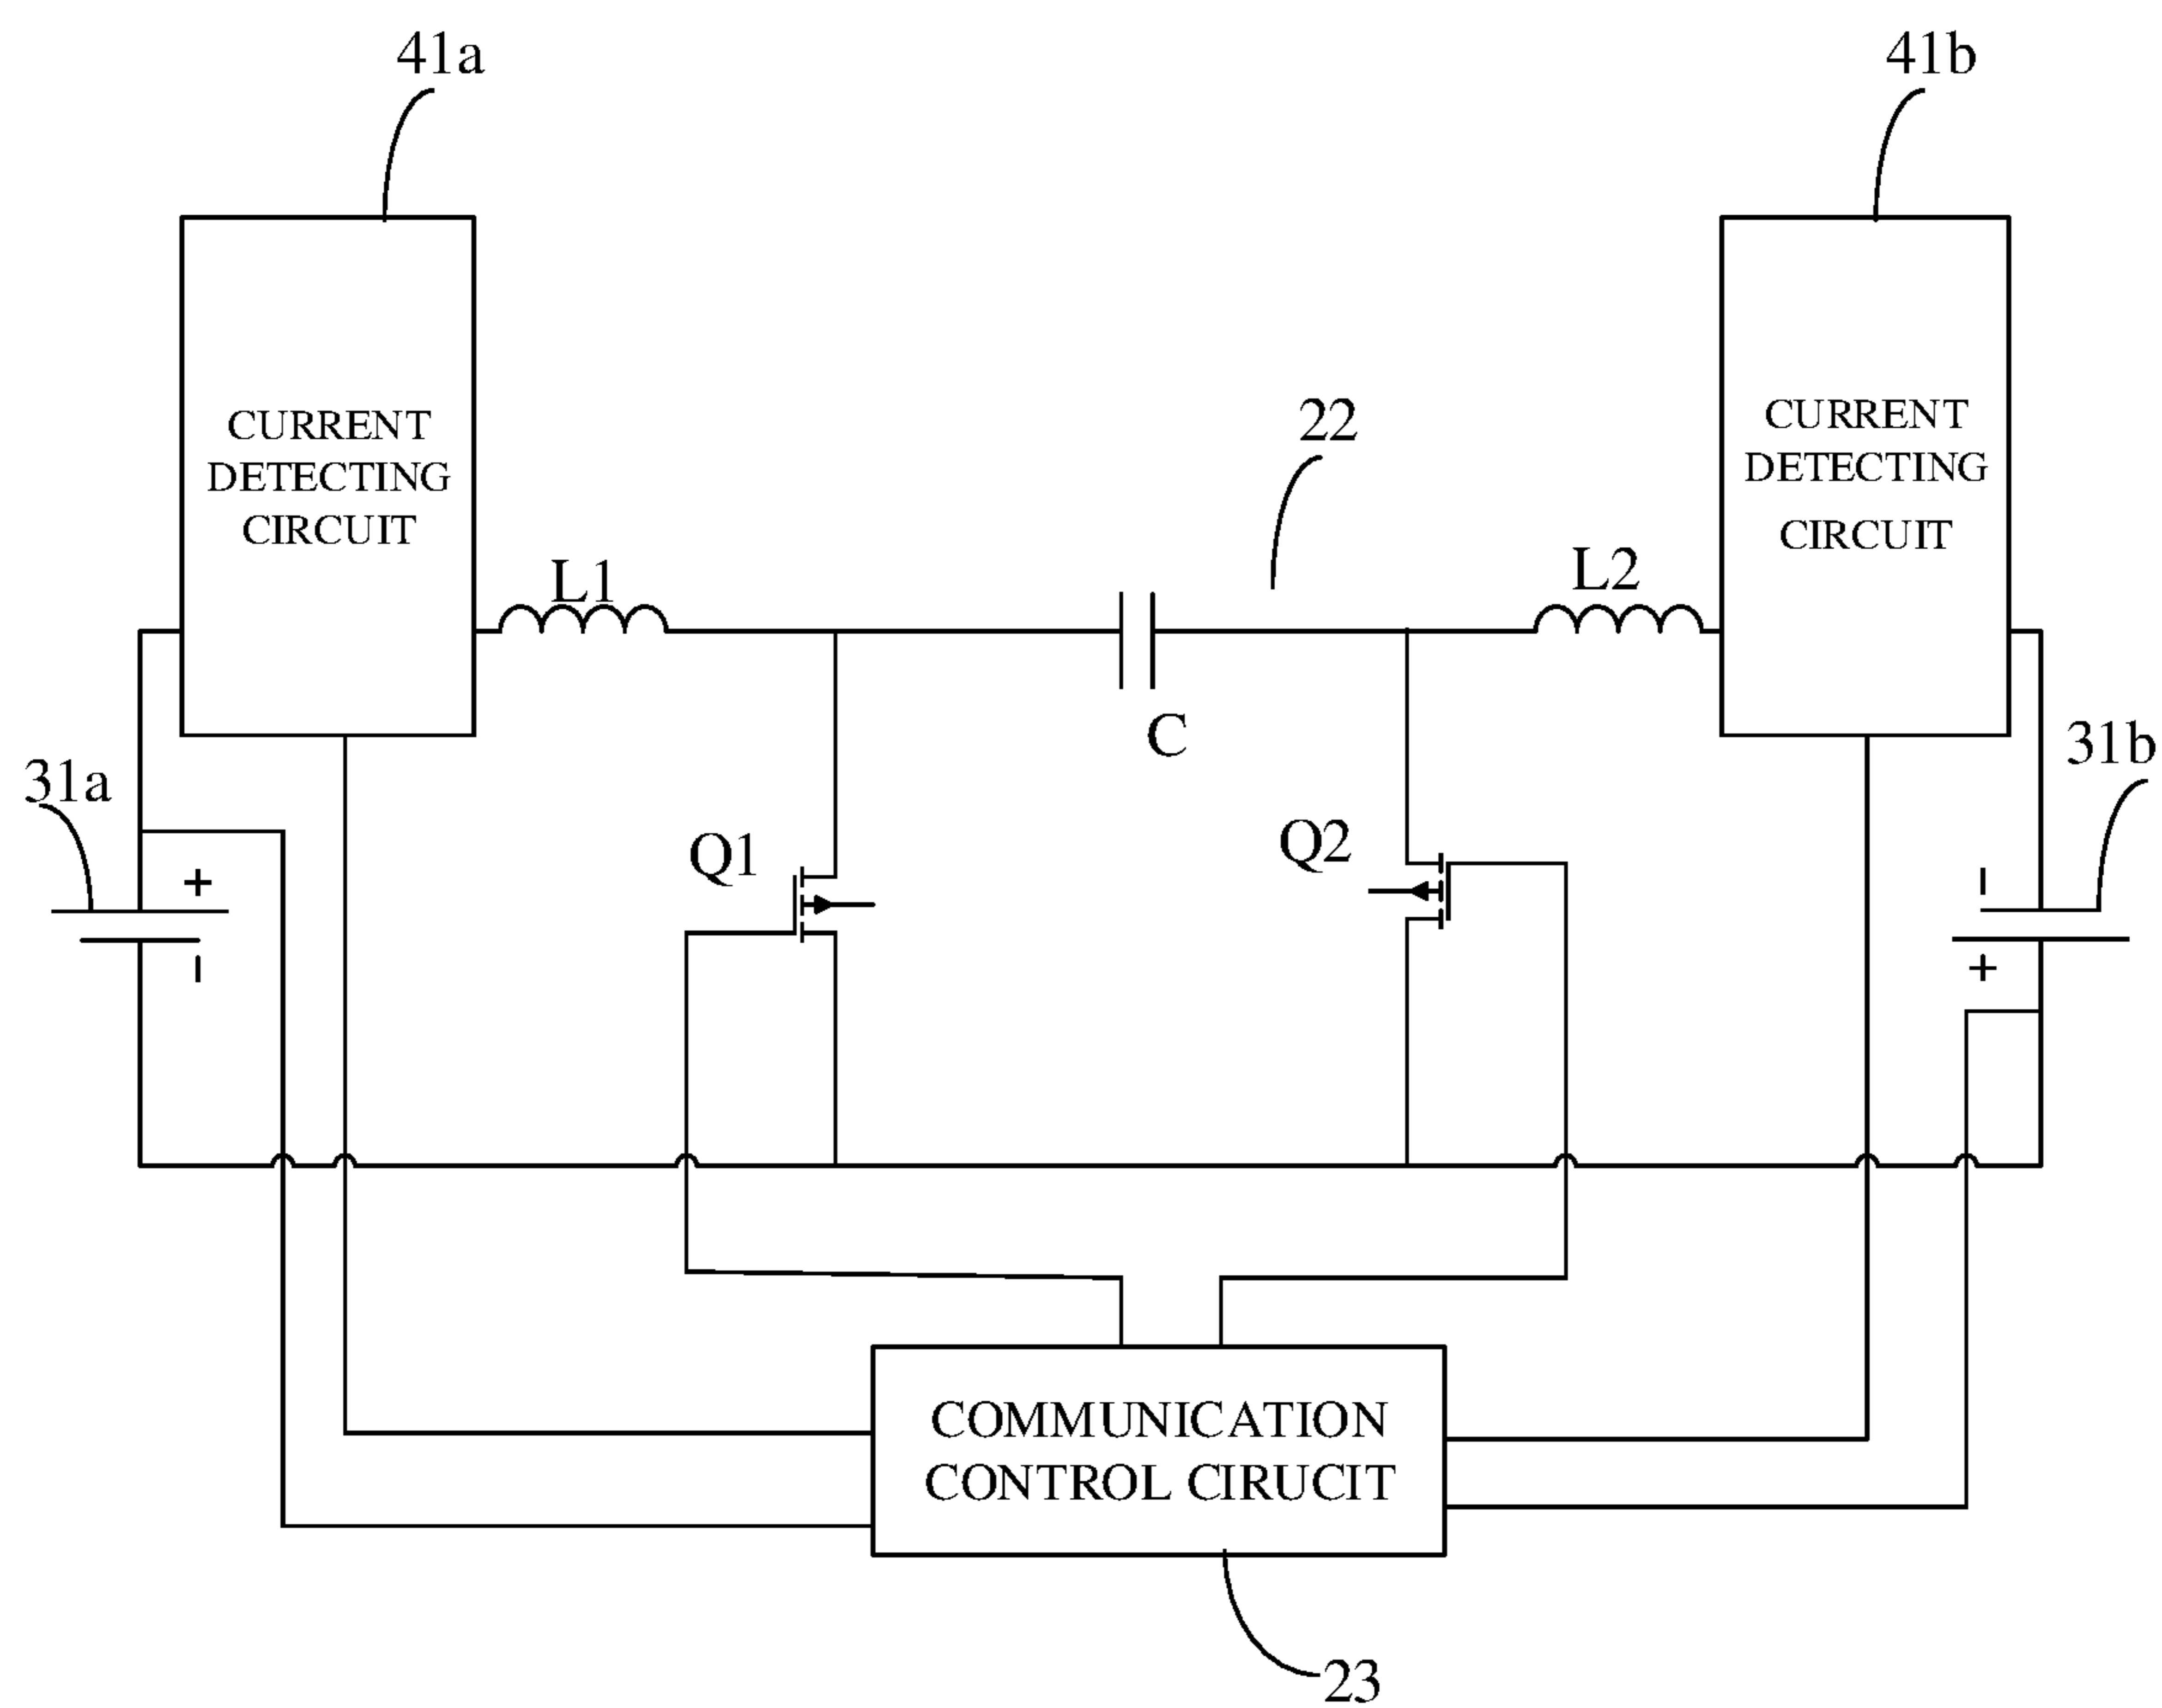 41a
41b
CURRENT
DETECTING
CIRCUIT
CURRENT
DETECTING
CIRCUIT
22
L1
L2
C
31a
31b
Q1
Q2
+
-
-
+
COMMUNICATION
CONTROL CIRUCIT
23